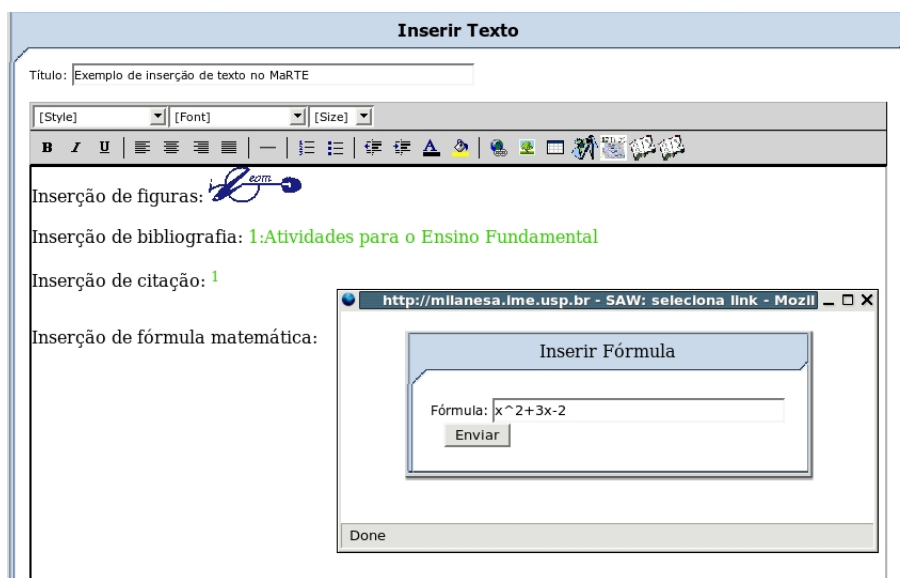 Inserir Texto
Título: Exemplo de inserção de texto no MaRTE
[Style] [Font] [Size]
B I U A
Inserção de figuras: eom
Inserção de bibliografia: 1:Atividades para o Ensino Fundamental
Inserção de citação: 1
http://milanesa.ime.usp.br - SAW: seleciona link - Mozil
Inserção de fórmula matemática:
Inserir Fórmula
Fórmula: x^2+3x-2
Enviar
Done